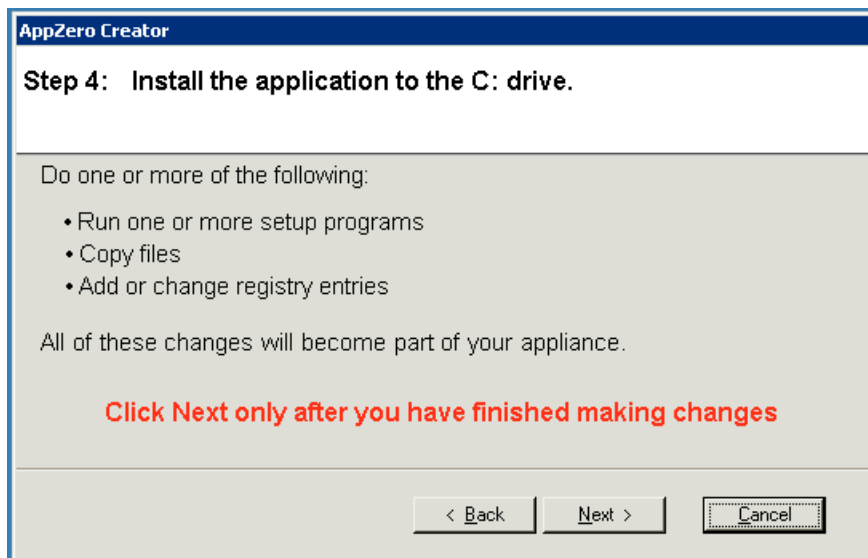 AppZero Creator
Step 4: Install the application to the C: drive.
Do one or more of the following:
• Run one or more setup programs
• Copy files
• Add or change registry entries
All of these changes will become part of your appliance.
Click Next only after you have finished making changes
< Back Next > Cancel